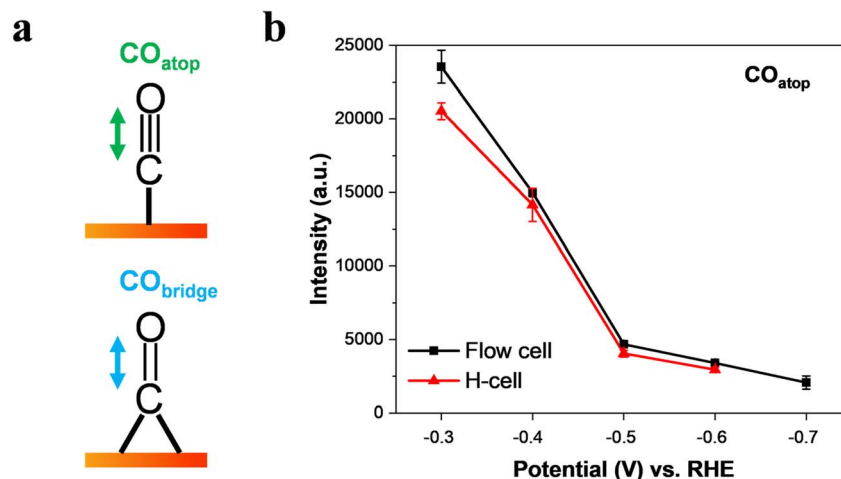 a
CO atop
O
C
CO bridge
O
C
b
CO atop
Intensity (a.u.)
25000
20000
15000
10000
5000
0
Flow cell
H-cell
-0.3 -0.4 -0.5 -0.6 -0.7
Potential (V) vs. RHE